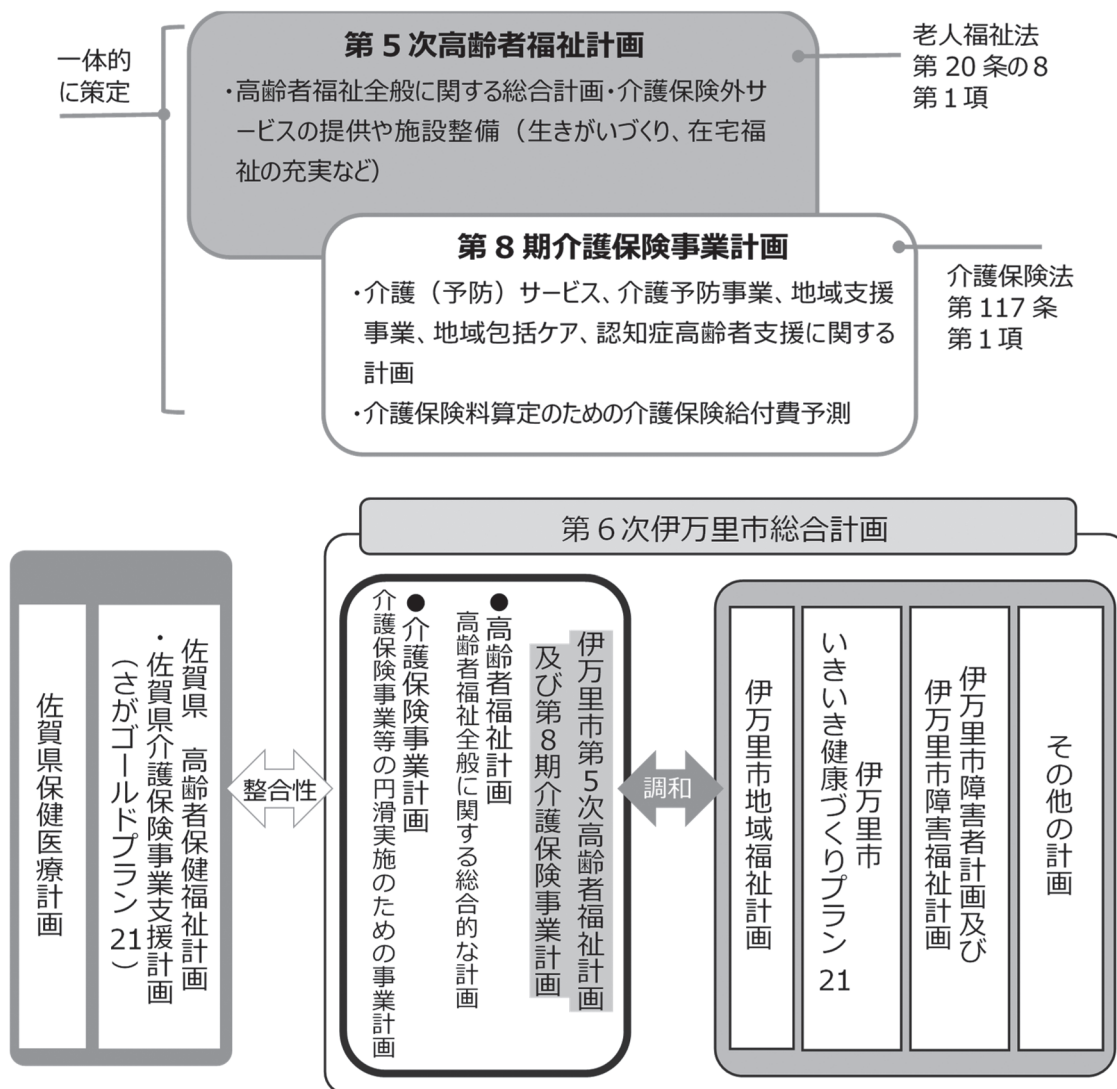 一体的
に策定
第5次高齢者福祉計画
・高齢者福祉全般に関する総合計画・介護保険外サ
ービスの提供や施設整備（生きがいづくり、在宅福
祉の充実など）
老人福祉法
第20条の8
第1項
第8期介護保険事業計画
・介護（予防）サービス、介護予防事業、地域支援
事業、地域包括ケア、認知症高齢者支援に関する
計画
・介護保険料算定のための介護保険給付費予測
介護保険法
第117条
第1項
第6次伊万里市総合計画
佐賀県　高齢者保健福祉計画
・佐賀県介護保険事業支援計画
（さがゴールドプラン21）
佐賀県保健医療計画
整合性
伊万里市第5次高齢者福祉計画
及び第8期介護保険事業計画
●高齢者福祉計画
高齢者福祉全般に関する総合的な計画
●介護保険事業計画
介護保険事業等の円滑実施のための事業計画
調和
伊万里市地域福祉計画
伊万里市
いきいき健康づくりプラン21
伊万里市障害者計画及び
伊万里市障害福祉計画
その他の計画